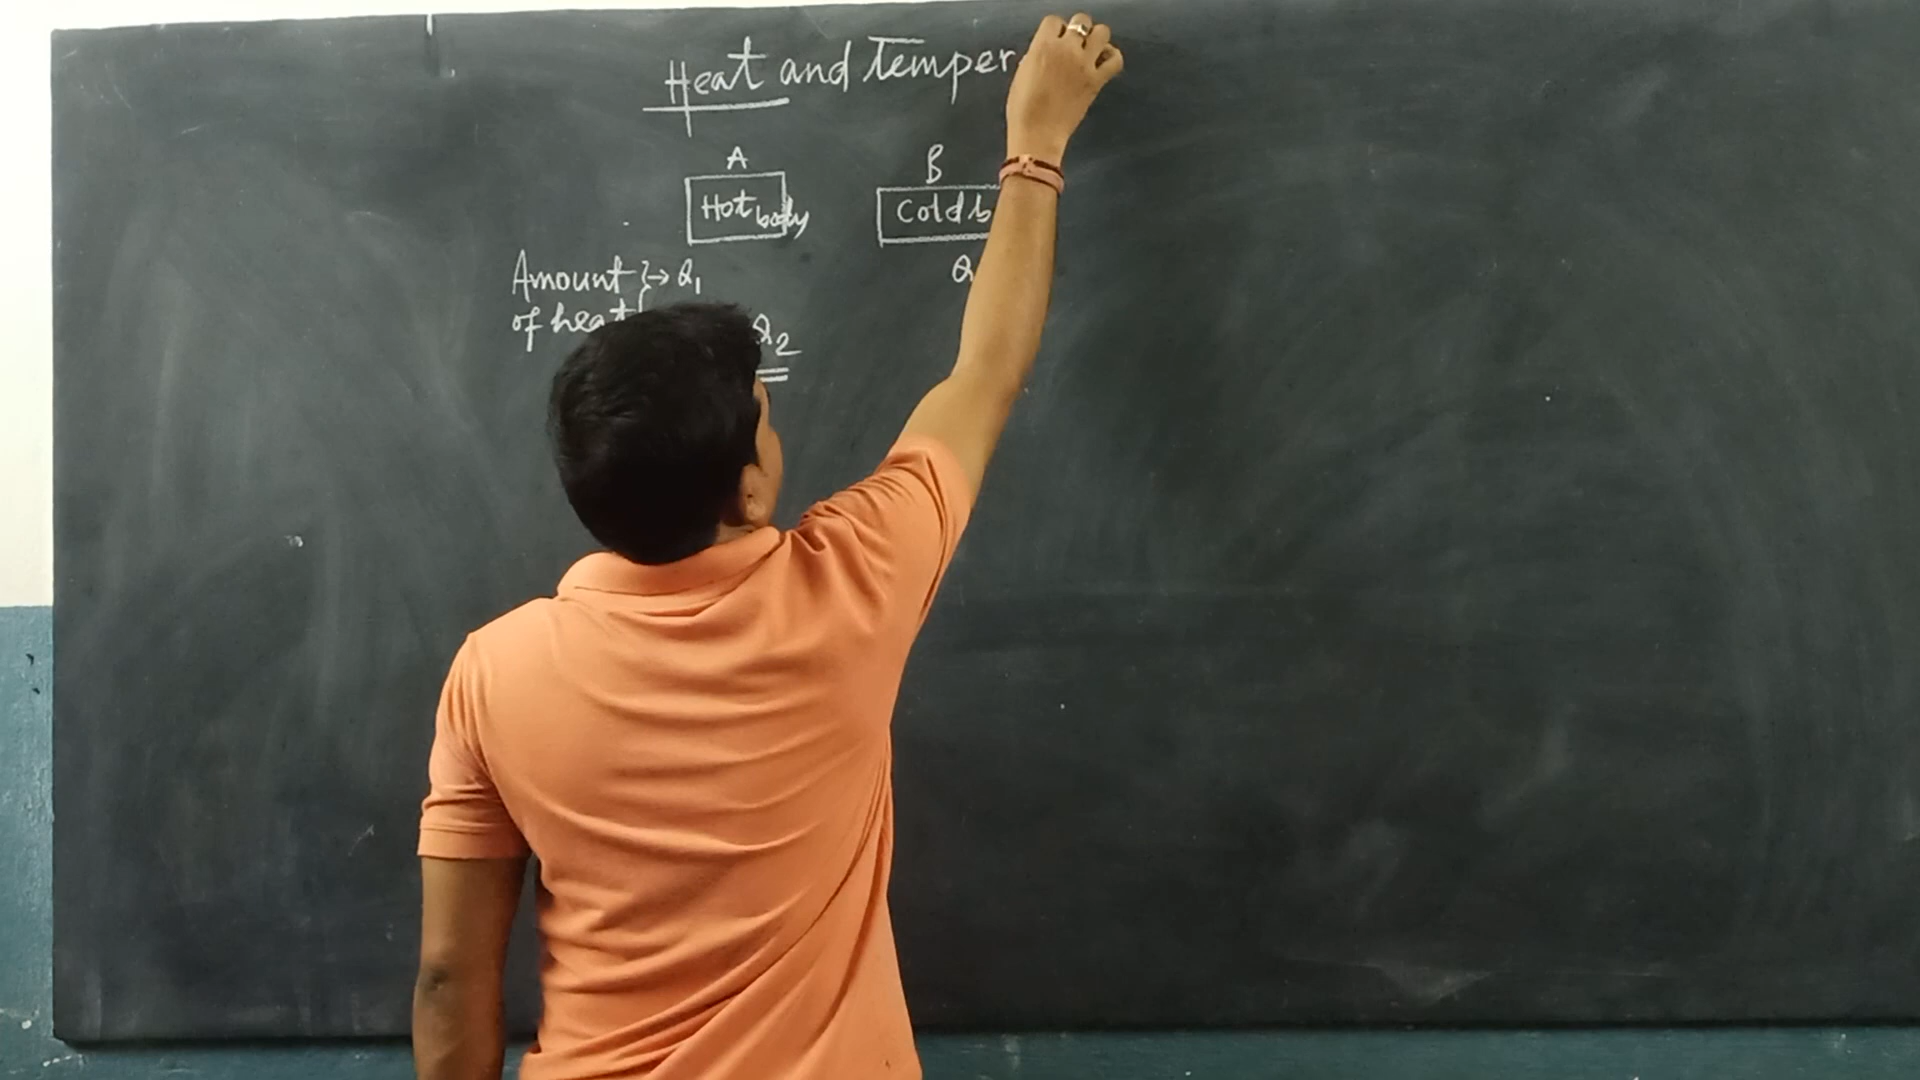 Heat and Temper
A B
Hot body Cold b
Amount } → Q1 Q
of heat
Q2